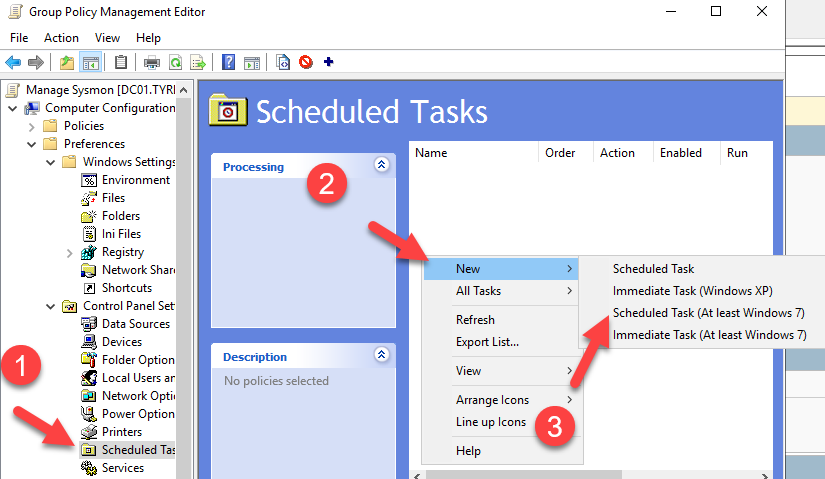 Group Policy Management Editor
File Action View Help
Manage Sysmon [DC01.TYRI
Computer Configuration
Policies
Preferences
Windows Settings
Environment
Files
Folders
Ini Files
Registry
Network Shar
Shortcuts
Control Panel Sett
Data Sources
Devices
Folder Option
Local Users an
Network Optio
Power Option
Printers
Scheduled Tas
Services
1
Scheduled Tasks
Processing
Description
No policies selected
Name Order Action Enabled Run
2
New
All Tasks
Refresh
Export List...
View
Arrange Icons
Line up Icons
Help
Scheduled Task
Immediate Task (Windows XP)
Scheduled Task (At least Windows 7)
Immediate Task (At least Windows 7)
3